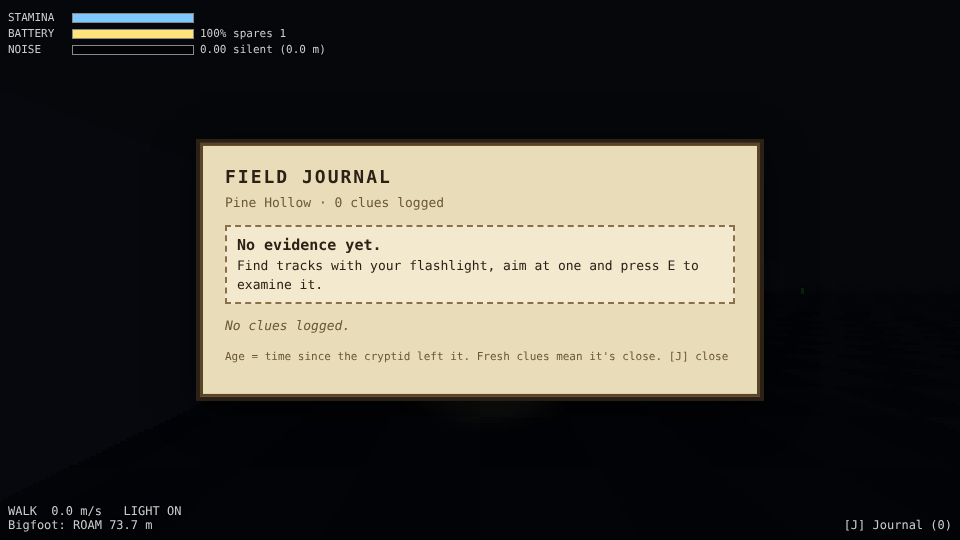 STAMINA
BATTERY 100% spares 1
NOISE 0.00 silent (0.0 m)
FIELD JOURNAL
Pine Hollow · 0 clues logged
No evidence yet.
Find tracks with your flashlight, aim at one and press E to
examine it.
No clues logged.
Age = time since the cryptid left it. Fresh clues mean it's close. [J] close
WALK 0.0 m/s LIGHT ON
Bigfoot: ROAM 73.7 m
[J] Journal (0)